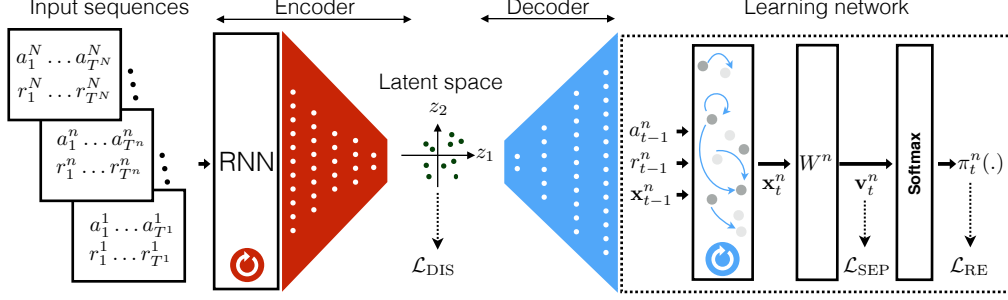 Input sequences
Encoder
Decoder
Learning network
a_1^N … a_{T^N}^N
r_1^N … r_{T^N}^N
a_1^n … a_{T^n}^n
r_1^n … r_{T^n}^n
a_1^1 … a_{T^1}^1
r_1^1 … r_{T^1}^1
RNN
Latent space
z_2
z_1
ℒ_DIS
a_{t−1}^n
r_{t−1}^n
𝐱_{t−1}^n
𝐱_t^n
W^n
𝐯_t^n
Softmax
π_t^n(.)
ℒ_SEP
ℒ_RE